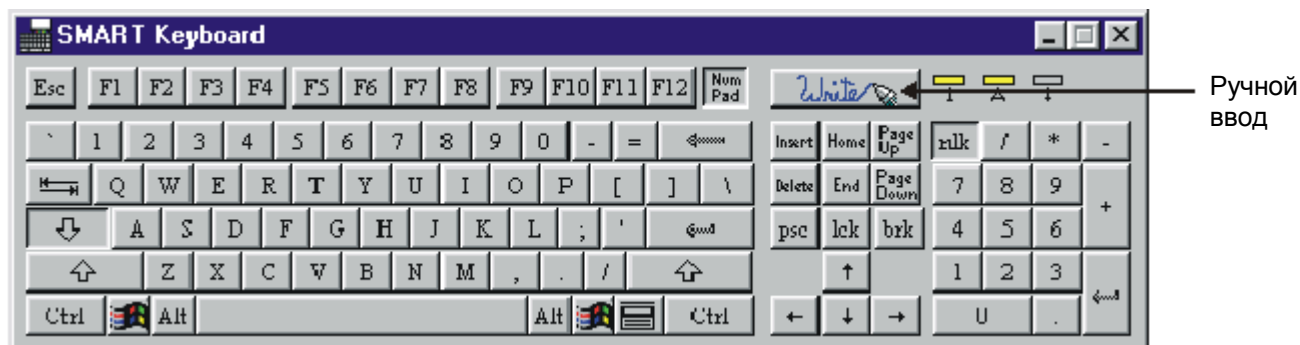 SMART Keyboard
Esc F1 F2 F3 F4 F5 F6 F7 F8 F9 F10 F11 F12 Num Pad Write 1 A ↓
Ручной
ввод
` 1 2 3 4 5 6 7 8 9 0 - = Insert Home Page Up nlk / * -
Q W E R T Y U I O P [ ] \ Delete End Page Down 7 8 9 +
A S D F G H J K L ; ' psc lck brk 4 5 6
Z X C V B N M , . / ↑ 1 2 3
Ctrl Alt Alt Ctrl ← ↓ → U .